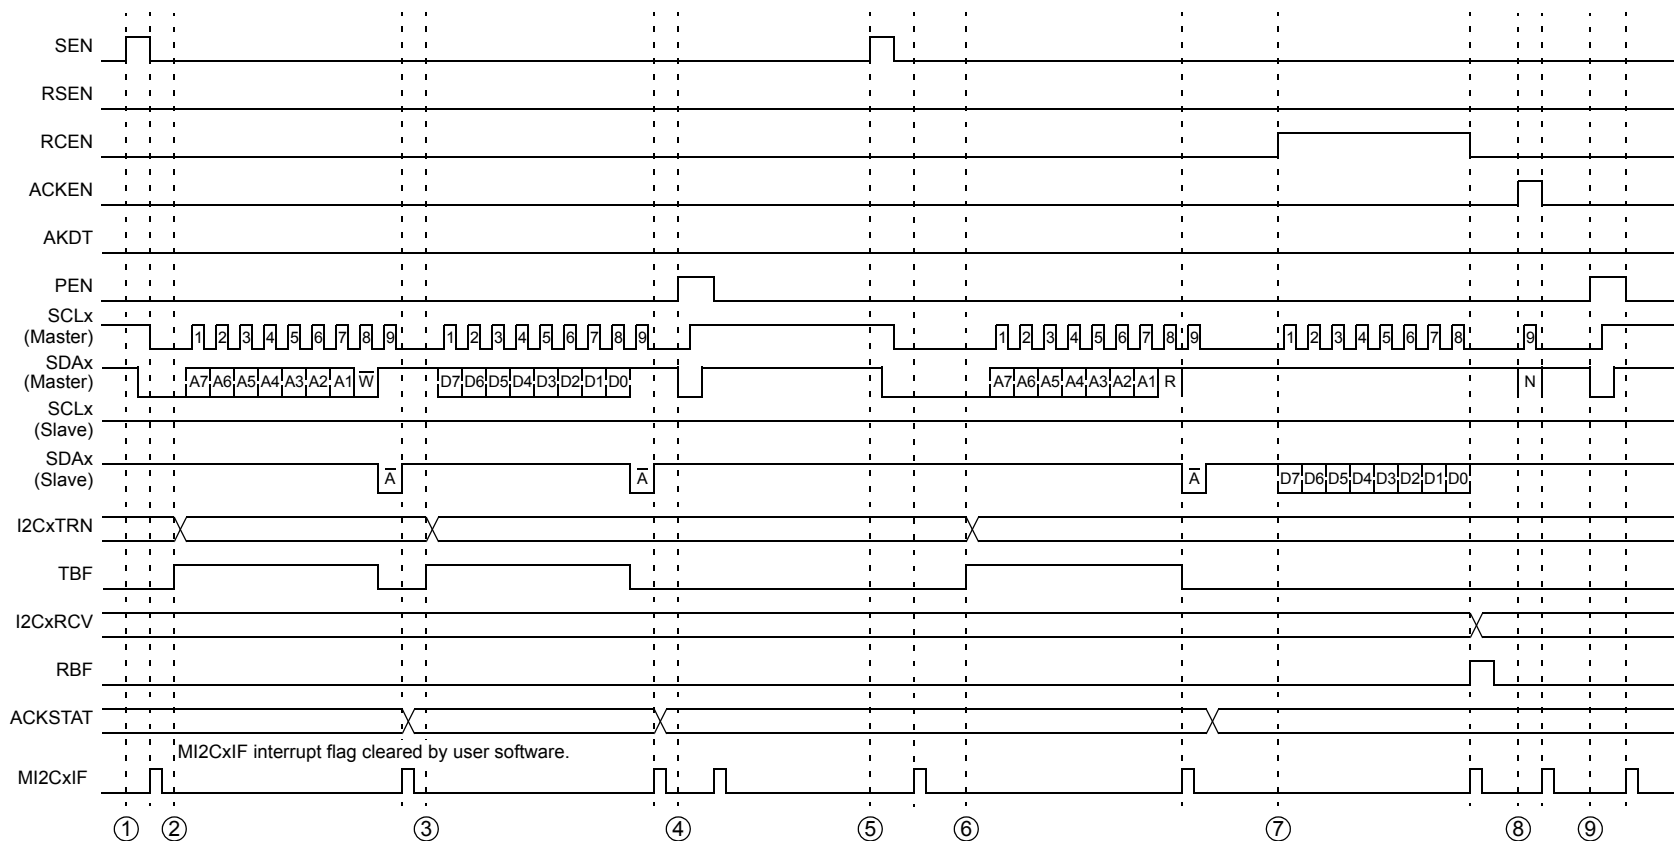 SEN
RSEN
RCEN
ACKEN
AKDT
PEN
SCLx
(Master) 1 2 3 4 5 6 7 8 9 1 2 3 4 5 6 7 8 9 1 2 3 4 5 6 7 8 9 1 2 3 4 5 6 7 8 9
SDAx
(Master) A7 A6 A5 A4 A3 A2 A1 W̅ D7 D6 D5 D4 D3 D2 D1 D0 A7 A6 A5 A4 A3 A2 A1 R N
SCLx
(Slave)
SDAx
(Slave) A̅ A̅ A̅ D7 D6 D5 D4 D3 D2 D1 D0
I2CxTRN
TBF
I2CxRCV
RBF
ACKSTAT
MI2CxIF interrupt flag cleared by user software.
MI2CxIF
① ② ③ ④ ⑤ ⑥ ⑦ ⑧ ⑨